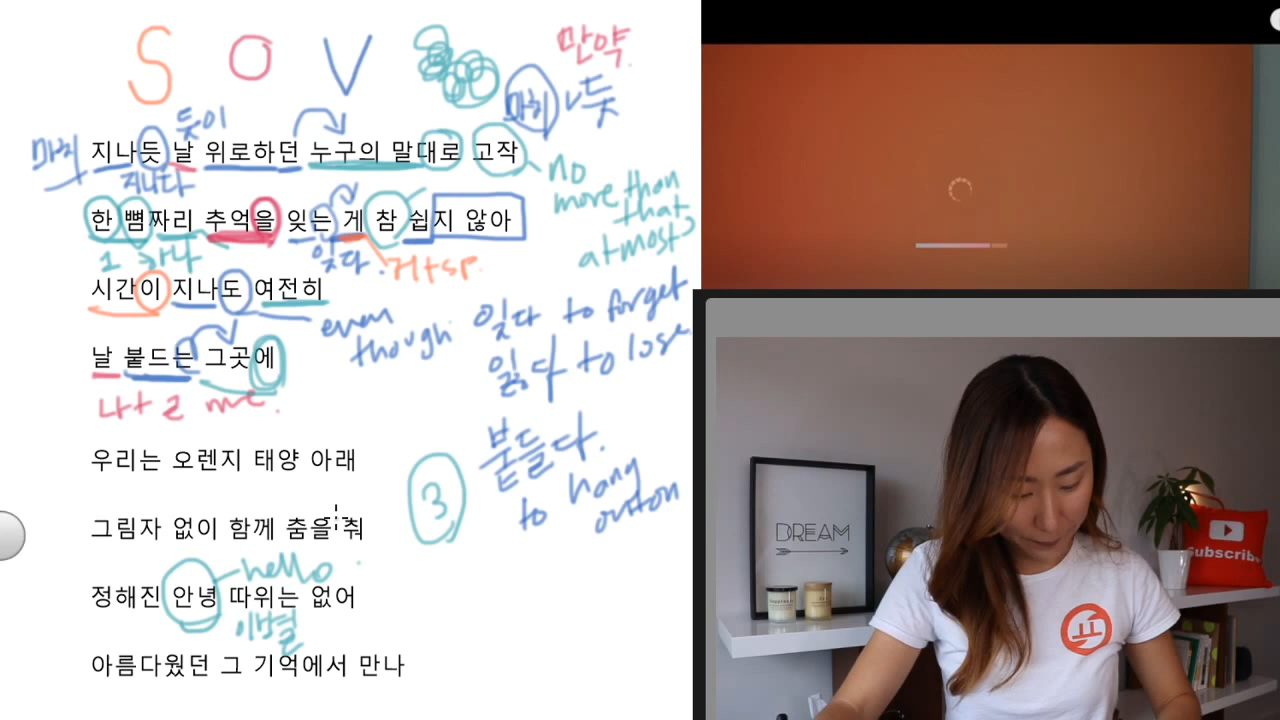 S O V
만약.
마치 ㄴ듯
듯이
마치 지나듯 날 위로하던 누구의 말대로 고작
지나다
no more than that
at most
한 뼘짜리 추억을 잊는 게 참 쉽지 않아
1 하나
잊다.
거+sp.
시간이 지나도 여전히
even though
잊다 to forget
잃다 to lose
날 붙드는 그곳에
나+ㄹ me.
붙들다.
to hang onto
우리는 오렌지 태양 아래
3
그림자 없이 함께 춤을 춰
hello
정해진 안녕 따위는 없어
이별
아름다웠던 그 기억에서 만나
DREAM
Subscribe